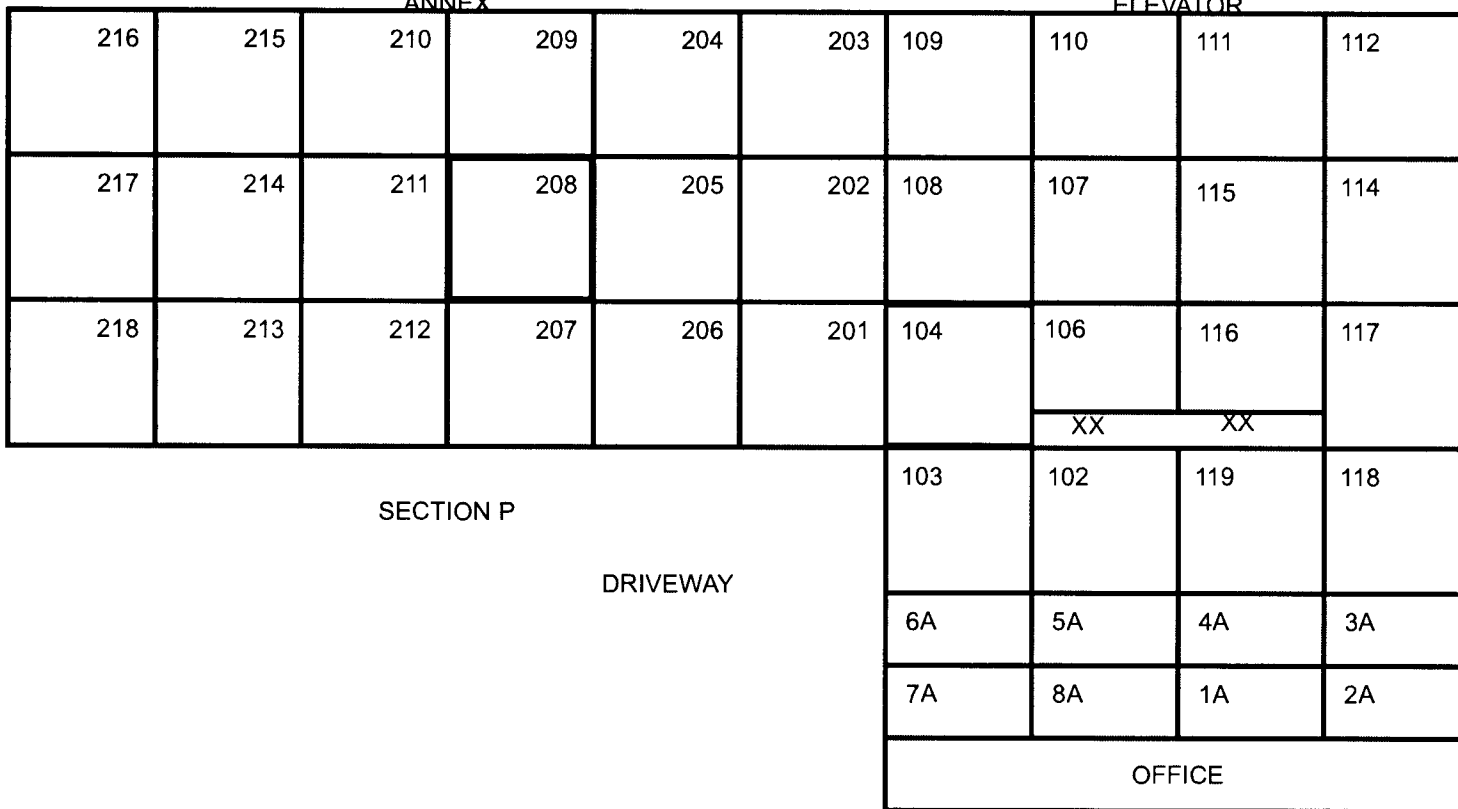 ANNEX ELEVATOR
216 215 210 209 204 203 109 110 111 112
217 214 211 208 205 202 108 107 115 114
218 213 212 207 206 201 104 106 116 117
XX XX
103 102 119 118
SECTION P
DRIVEWAY
6A 5A 4A 3A
7A 8A 1A 2A
OFFICE